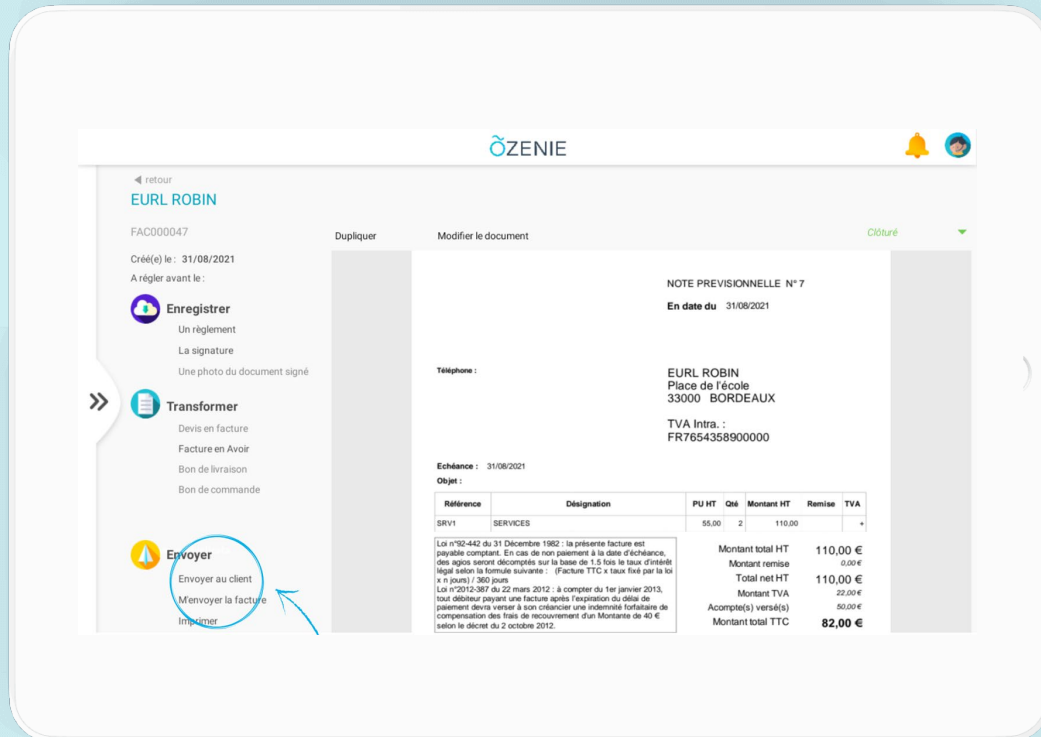 ÕZENIE
retour
EURL ROBIN
FAC000047
Dupliquer
Modifier le document
Clôturé
Créé(e) le : 31/08/2021
A régler avant le :
Enregistrer
Un règlement
La signature
Une photo du document signé
Transformer
Devis en facture
Facture en Avoir
Bon de livraison
Bon de commande
Envoyer
Envoyer au client
M'envoyer la facture
Imprimer
NOTE PREVISIONNELLE N° 7
En date du 31/08/2021
Téléphone :
EURL ROBIN
Place de l'école
33000 BORDEAUX
TVA Intra. :
FR7654358900000
Echéance : 31/08/2021
Objet :
Référence Désignation PU HT Qté Montant HT Remise TVA
SRV1 SERVICES 55,00 2 110,00 +
Loi n°92-442 du 31 Décembre 1982 : la présente facture est
payable comptant. En cas de non paiement à la date d'échéance,
des agios seront décomptés sur la base de 1.5 fois le taux d'intérêt
légal selon la formule suivante : (Facture TTC x taux fixé par la loi
x n jours) / 360 jours
Loi n°2012-387 du 22 mars 2012 : à compter du 1er janvier 2013,
tout débiteur payant une facture après l'expiration du délai de
paiement devra verser à son créancier une indemnité forfaitaire de
compensation des frais de recouvrement d'un Montante de 40 €
selon le décret du 2 octobre 2012.
Montant total HT 110,00 €
Montant remise 0,00 €
Total net HT 110,00 €
Montant TVA 22,00 €
Acompte(s) versé(s) 50,00 €
Montant total TTC 82,00 €